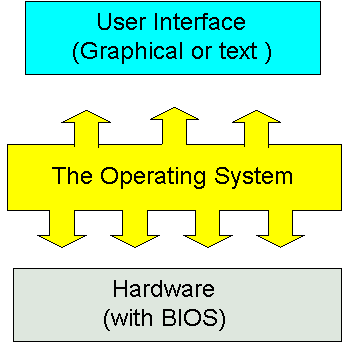 User Interface
(Graphical or text )
The Operating System
Hardware
(with BIOS)